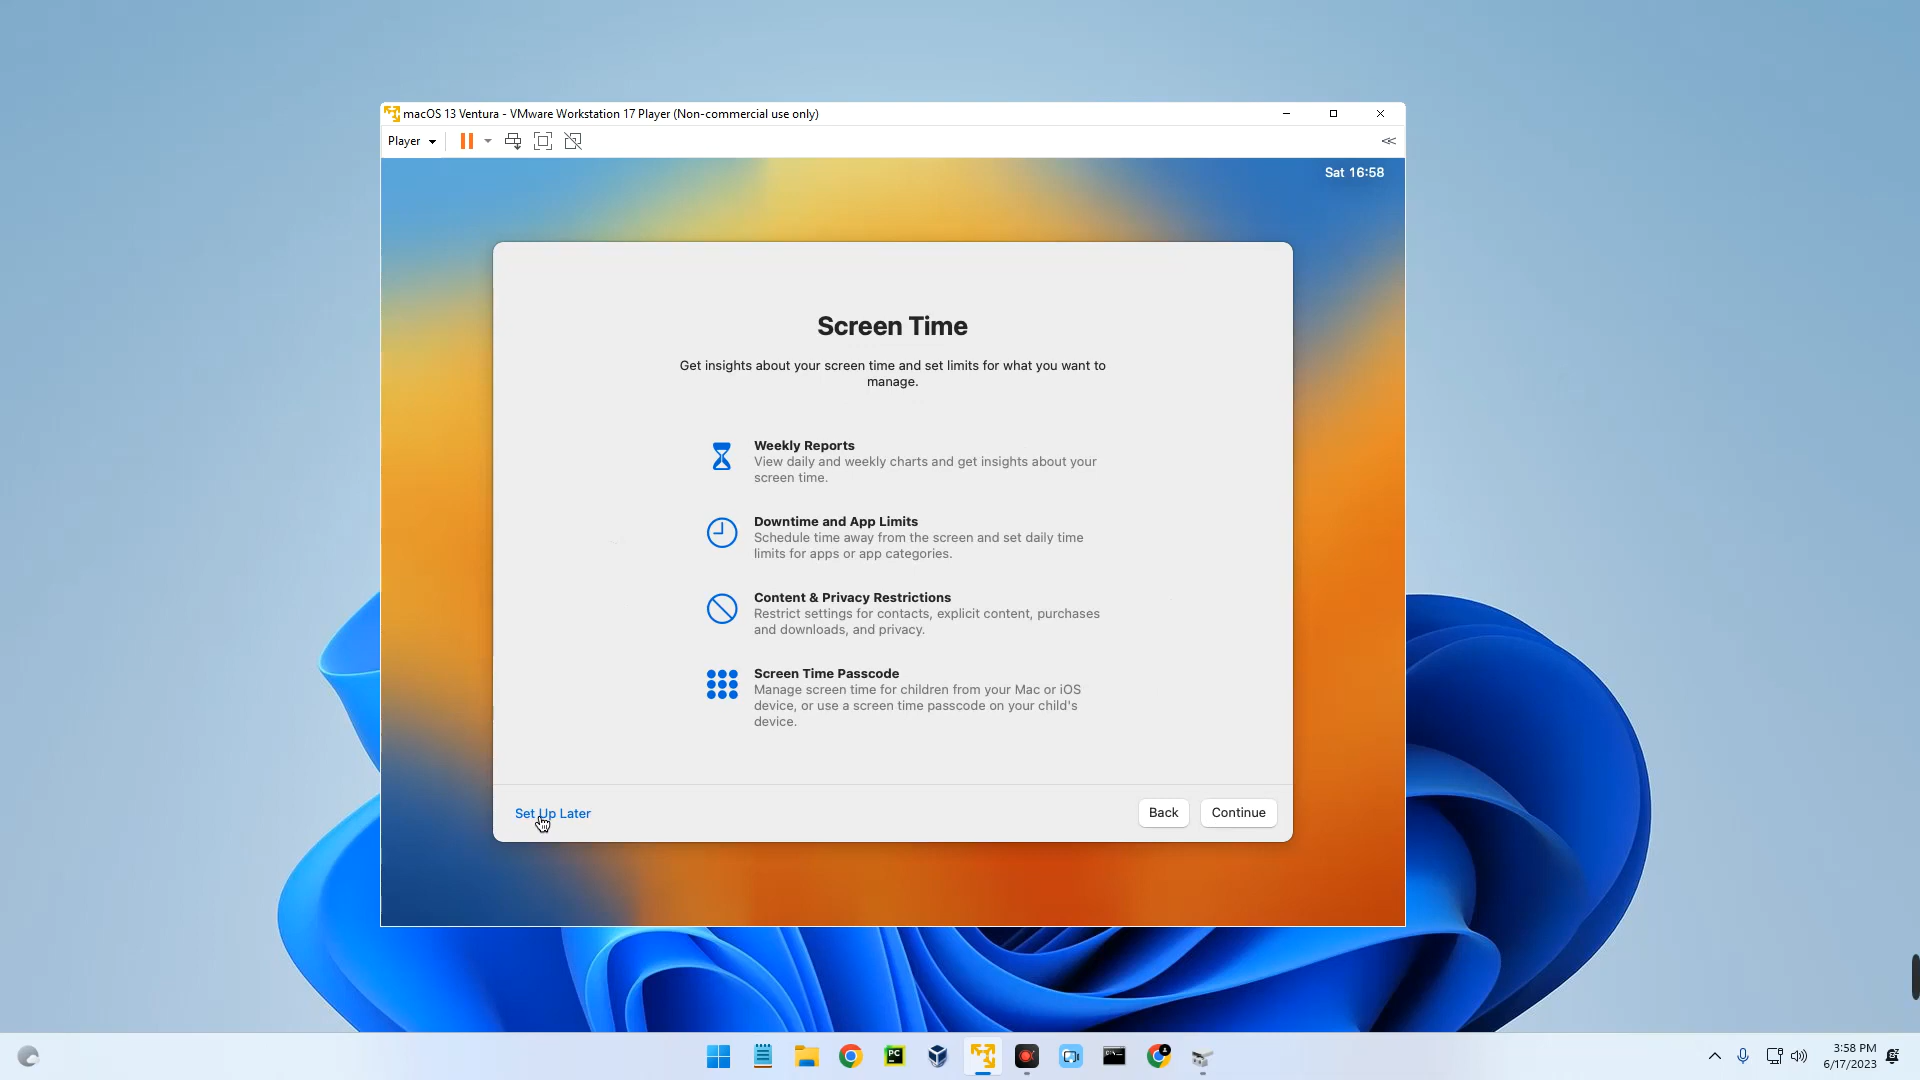 macOS 13 Ventura - VMware Workstation 17 Player (Non-commercial use only)
Player
Sat 16:58
Screen Time
Get insights about your screen time and set limits for what you want to
manage.
Weekly Reports
View daily and weekly charts and get insights about your
screen time.
Downtime and App Limits
Schedule time away from the screen and set daily time
limits for apps or app categories.
Content & Privacy Restrictions
Restrict settings for contacts, explicit content, purchases
and downloads, and privacy.
Screen Time Passcode
Manage screen time for children from your Mac or iOS
device, or use a screen time passcode on your child's
device.
Set Up Later
Back
Continue
PC
3:58 PM
6/17/2023